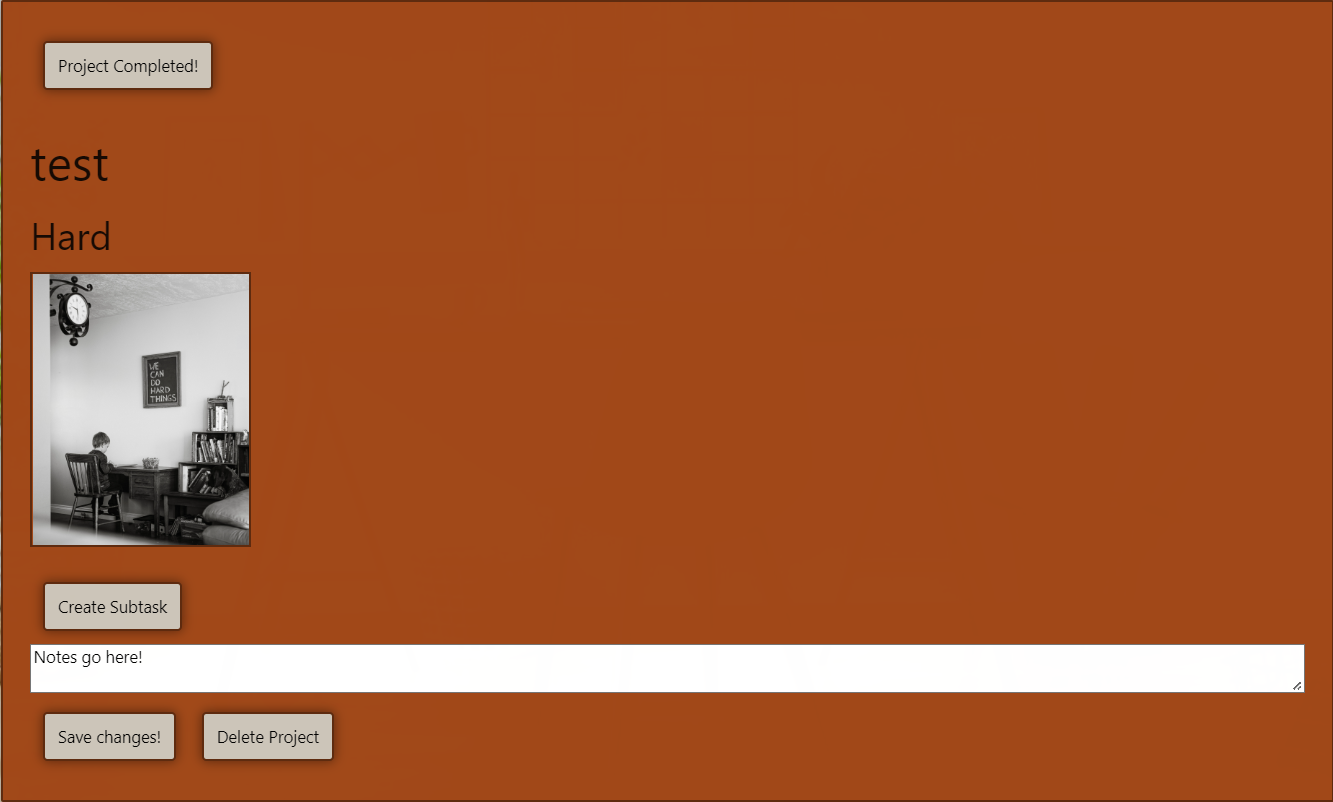 Project Completed!
test
Hard
WE
CAN
DO
HARD
THINGS
Create Subtask
Notes go here!
Save changes!
Delete Project